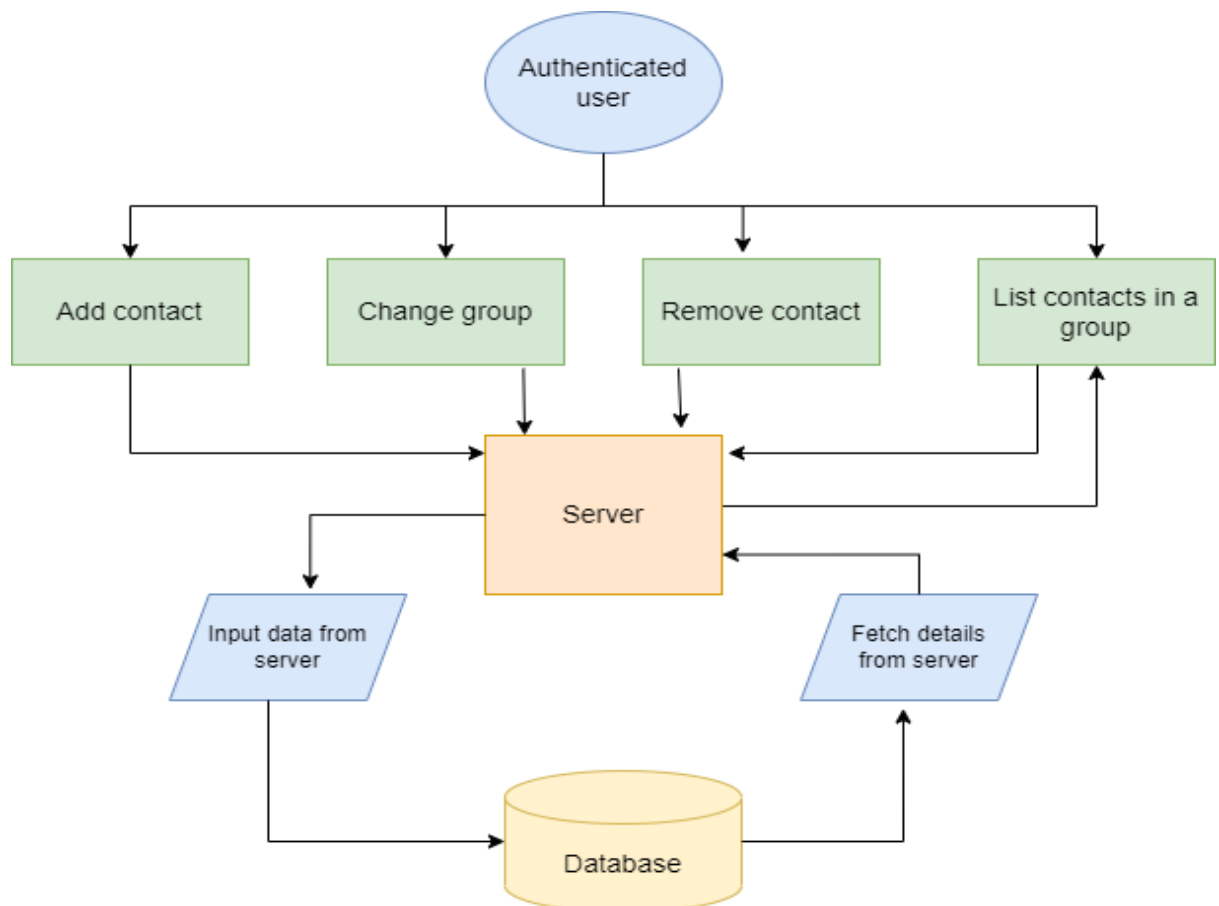 Authenticated
user
Add contact
Change group
Remove contact
List contacts in a
group
Server
Input data from
server
Fetch details
from server
Database